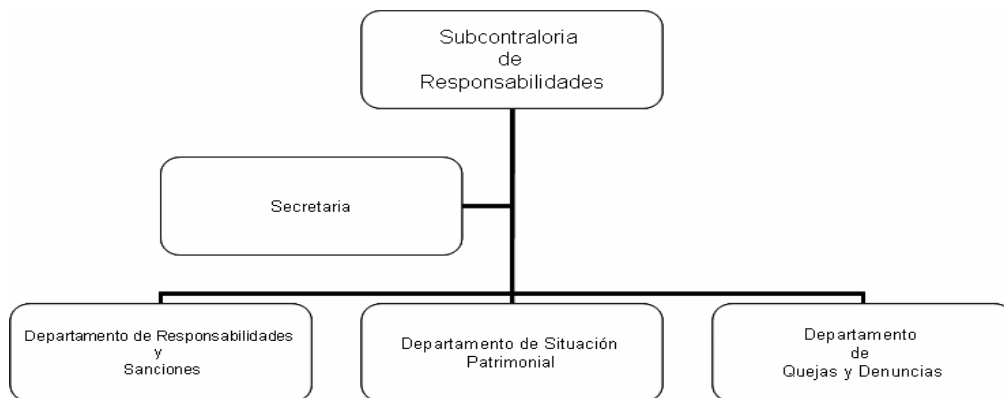 Subcontraloria
de
Responsabilidades
Secretaria
Departamento de Responsabilidades
y
Sanciones
Departamento de Situación
Patrimonial
Departamento
de
Quejas y Denuncias